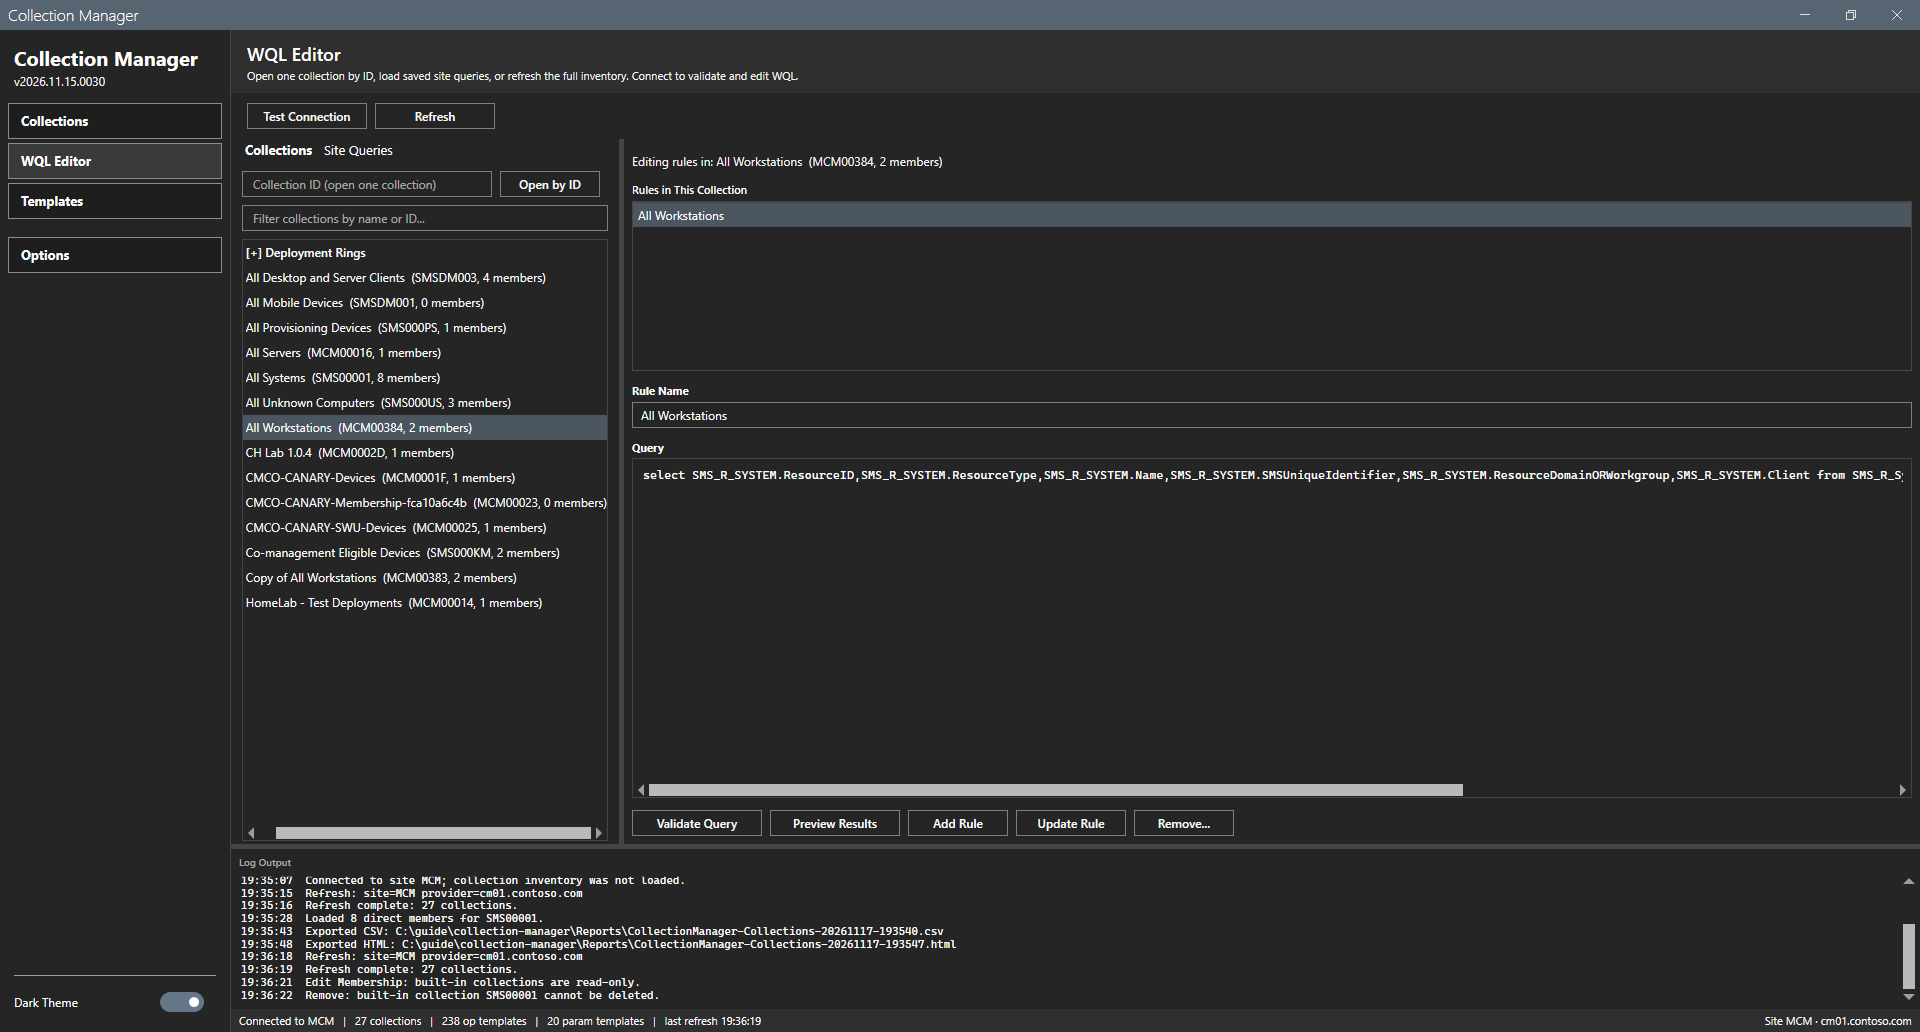 Collection Manager
Collection Manager
v2026.11.15.0030
Collections
WQL Editor
Templates
Options
Dark Theme
WQL Editor
Open one collection by ID, load saved site queries, or refresh the full inventory. Connect to validate and edit WQL.
Test Connection
Refresh
Collections
Site Queries
Collection ID (open one collection)
Open by ID
Filter collections by name or ID...
[+] Deployment Rings
All Desktop and Server Clients (SMSDM003, 4 members)
All Mobile Devices (SMSDM001, 0 members)
All Provisioning Devices (SMS000PS, 1 members)
All Servers (MCM00016, 1 members)
All Systems (SMS00001, 8 members)
All Unknown Computers (SMS000US, 3 members)
All Workstations (MCM00384, 2 members)
CH Lab 1.0.4 (MCM0002D, 1 members)
CMCO-CANARY-Devices (MCM0001F, 1 members)
CMCO-CANARY-Membership-fca10a6c4b (MCM00023, 0 members)
CMCO-CANARY-SWU-Devices (MCM00025, 1 members)
Co-management Eligible Devices (SMS000KM, 2 members)
Copy of All Workstations (MCM00383, 2 members)
HomeLab - Test Deployments (MCM00014, 1 members)
Editing rules in: All Workstations (MCM00384, 2 members)
Rules in This Collection
All Workstations
Rule Name
All Workstations
Query
select SMS_R_SYSTEM.ResourceID,SMS_R_SYSTEM.ResourceType,SMS_R_SYSTEM.Name,SMS_R_SYSTEM.SMSUniqueIdentifier,SMS_R_SYSTEM.ResourceDomainORWorkgroup,SMS_R_SYSTEM.Client from SMS_R_S
Validate Query
Preview Results
Add Rule
Update Rule
Remove...
Log Output
19:35:07 Connected to site MCM; collection inventory was not loaded.
19:35:15 Refresh: site=MCM provider=cm01.contoso.com
19:35:16 Refresh complete: 27 collections.
19:35:28 Loaded 8 direct members for SMS00001.
19:35:43 Exported CSV: C:\guide\collection-manager\Reports\CollectionManager-Collections-20261117-193540.csv
19:35:48 Exported HTML: C:\guide\collection-manager\Reports\CollectionManager-Collections-20261117-193547.html
19:36:18 Refresh: site=MCM provider=cm01.contoso.com
19:36:19 Refresh complete: 27 collections.
19:36:21 Edit Membership: built-in collections are read-only.
19:36:22 Remove: built-in collection SMS00001 cannot be deleted.
Connected to MCM | 27 collections | 238 op templates | 20 param templates | last refresh 19:36:19
Site MCM · cm01.contoso.com